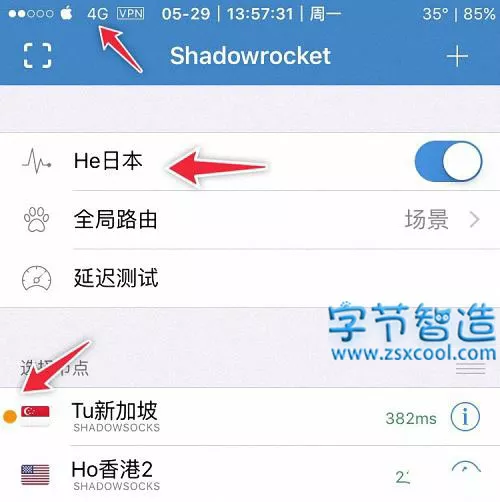 4G VPN 05-29 | 13:57:31 | 周一 35° | 85%
Shadowrocket
He日本
全局路由 场景
延迟测试
字节智造
www.zsxcool.com
选择节点
Tu新加坡 382ms
SHADOWSOCKS
Ho香港2
SHADOWSOCKS